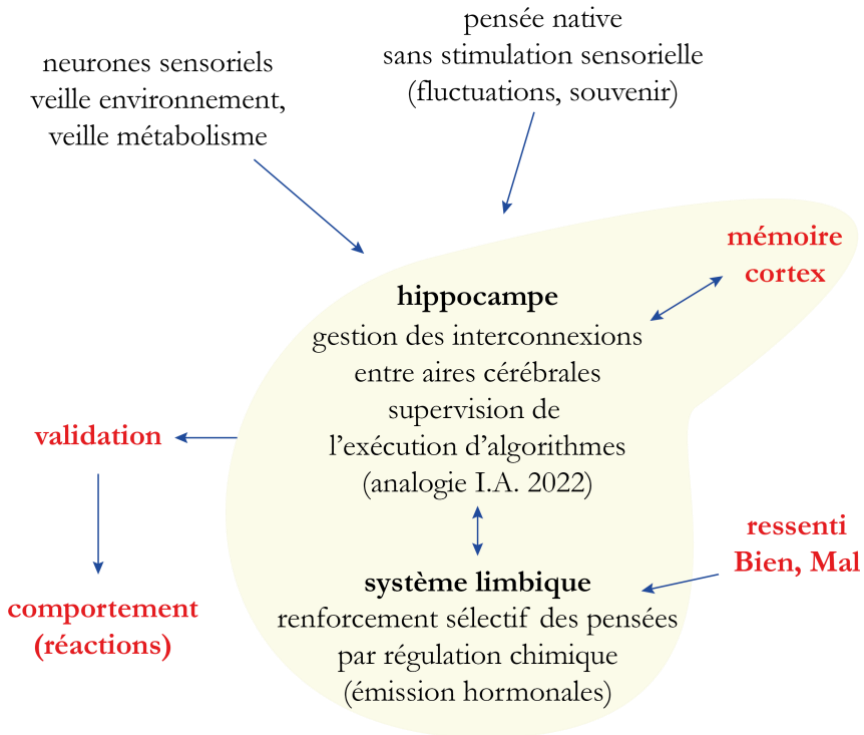 neurones sensoriels
veille environnement,
veille métabolisme
pensée native
sans stimulation sensorielle
(fluctuations, souvenir)
mémoire
cortex
hippocampe
gestion des interconnexions
entre aires cérébrales
supervision de
l’exécution d’algorithmes
(analogie I.A. 2022)
validation
comportement
(réactions)
ressenti
Bien, Mal
système limbique
renforcement sélectif des pensées
par régulation chimique
(émission hormonales)